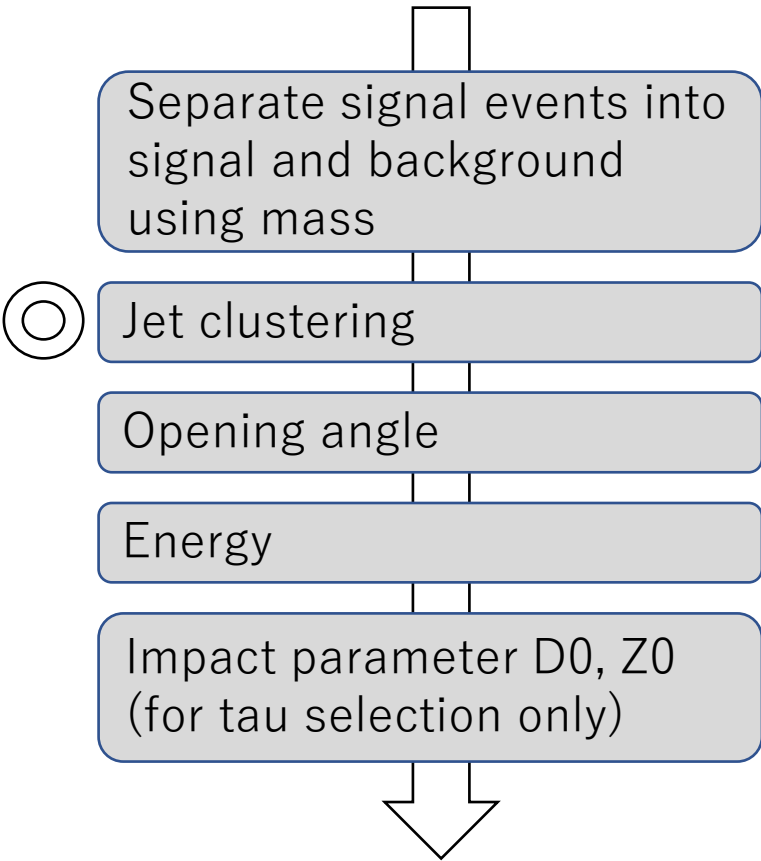 Separate signal events into
signal and background
using mass
Jet clustering
Opening angle
Energy
Impact parameter D0, Z0
(for tau selection only)